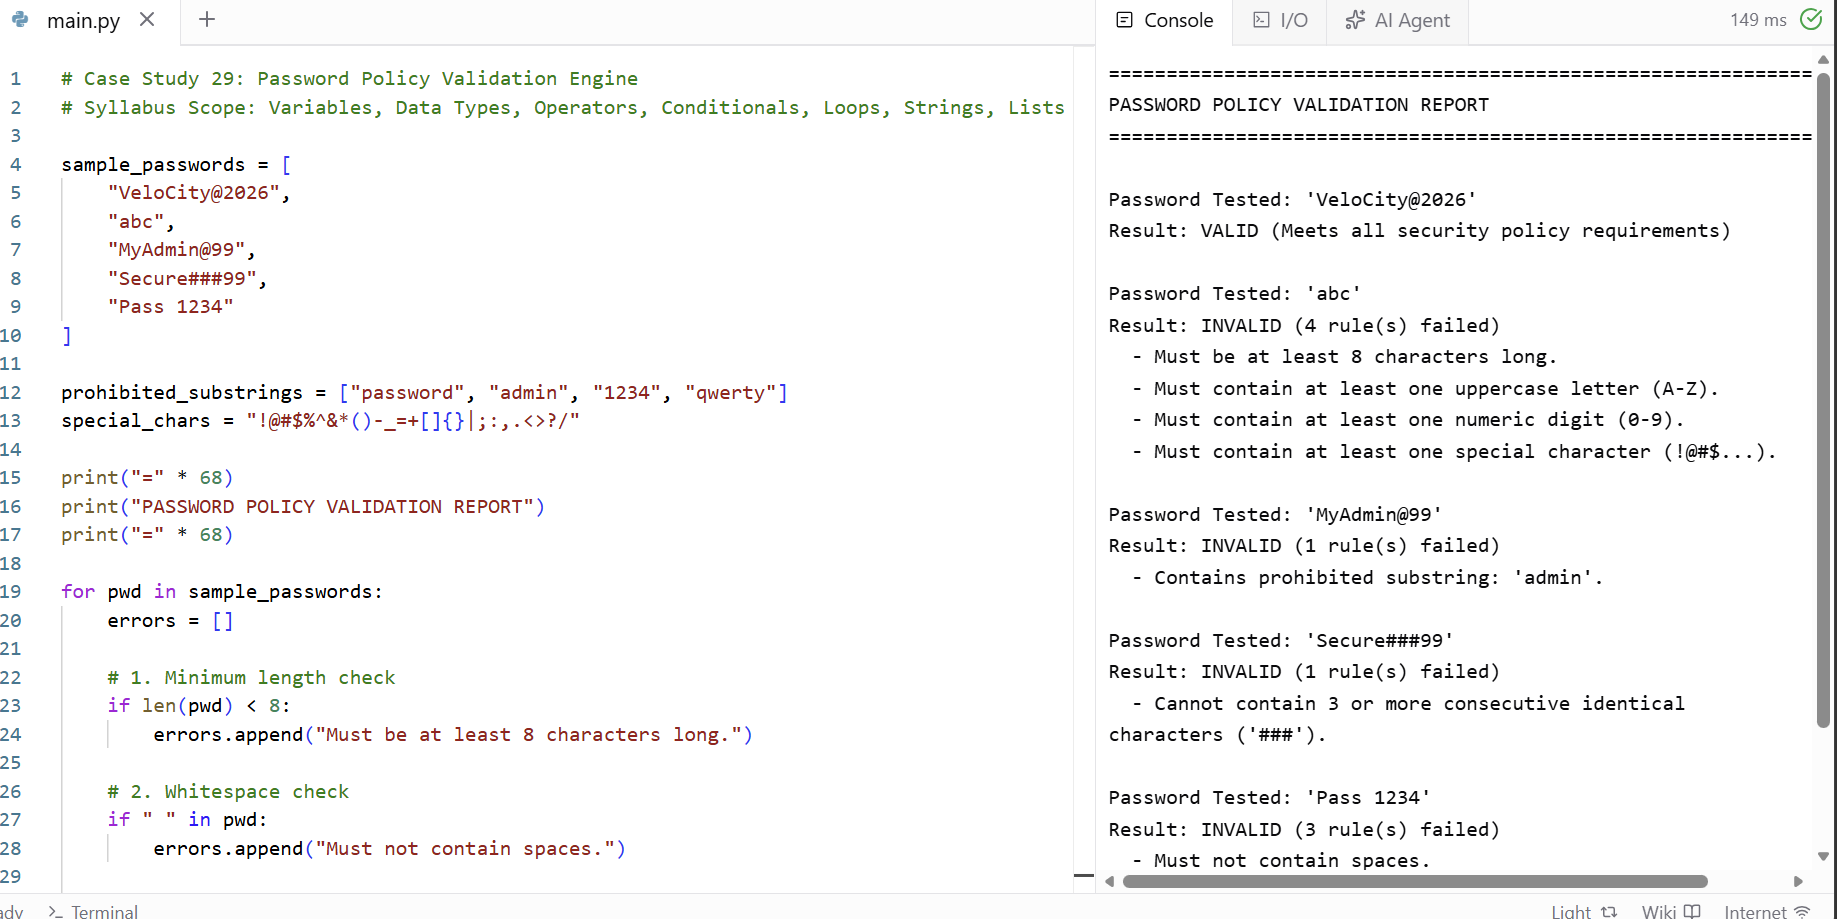 main.py
1 # Case Study 29: Password Policy Validation Engine
2 # Syllabus Scope: Variables, Data Types, Operators, Conditionals, Loops, Strings, Lists
3
4 sample_passwords = [
5     "VeloCity@2026",
6     "abc",
7     "MyAdmin@99",
8     "Secure###99",
9     "Pass 1234"
10 ]
11
12 prohibited_substrings = ["password", "admin", "1234", "qwerty"]
13 special_chars = "!@#$%^&*()-_=+[]{}|;:,.<>?/"
14
15 print("=" * 68)
16 print("PASSWORD POLICY VALIDATION REPORT")
17 print("=" * 68)
18
19 for pwd in sample_passwords:
20     errors = []
21
22     # 1. Minimum length check
23     if len(pwd) < 8:
24         errors.append("Must be at least 8 characters long.")
25
26     # 2. Whitespace check
27     if " " in pwd:
28         errors.append("Must not contain spaces.")
29
Console
I/O
AI Agent
149 ms
=============================================================
PASSWORD POLICY VALIDATION REPORT
=============================================================
Password Tested: 'VeloCity@2026'
Result: VALID (Meets all security policy requirements)
Password Tested: 'abc'
Result: INVALID (4 rule(s) failed)
  - Must be at least 8 characters long.
  - Must contain at least one uppercase letter (A-Z).
  - Must contain at least one numeric digit (0-9).
  - Must contain at least one special character (!@#$...).
Password Tested: 'MyAdmin@99'
Result: INVALID (1 rule(s) failed)
  - Contains prohibited substring: 'admin'.
Password Tested: 'Secure###99'
Result: INVALID (1 rule(s) failed)
  - Cannot contain 3 or more consecutive identical
characters ('###').
Password Tested: 'Pass 1234'
Result: INVALID (3 rule(s) failed)
  - Must not contain spaces.
ady
Terminal
Light
Wiki
Internet